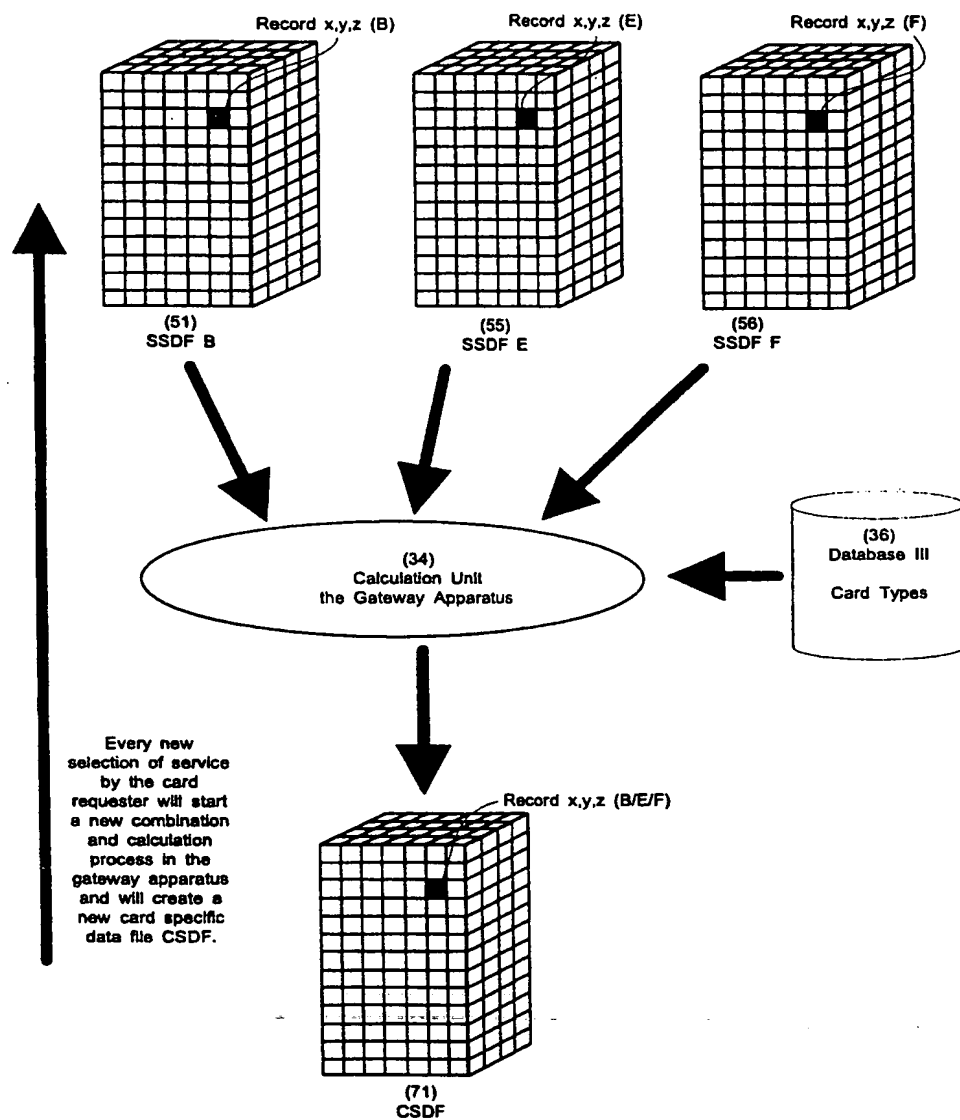 Record x,y,z (B)
Record x,y,z (E)
Record x,y,z (F)
(51)
SSDF B
(55)
SSDF E
(56)
SSDF F
(34)
Calculation Unit
the Gateway Apparatus
(36)
Database III
Card Types
Every new
selection of service
by the card
requester will start
a new combination
and calculation
process in the
gateway apparatus
and will create a
new card specific
data file CSDF.
Record x,y,z (B/E/F)
(71)
CSDF